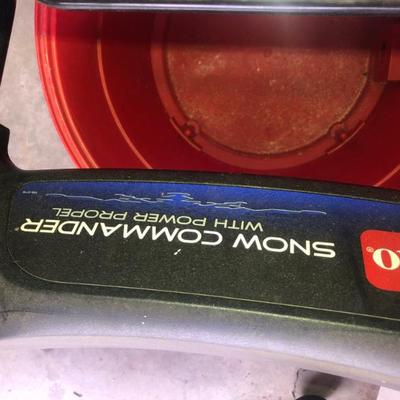 SNOW COMMANDER
WITH POWER PROPEL